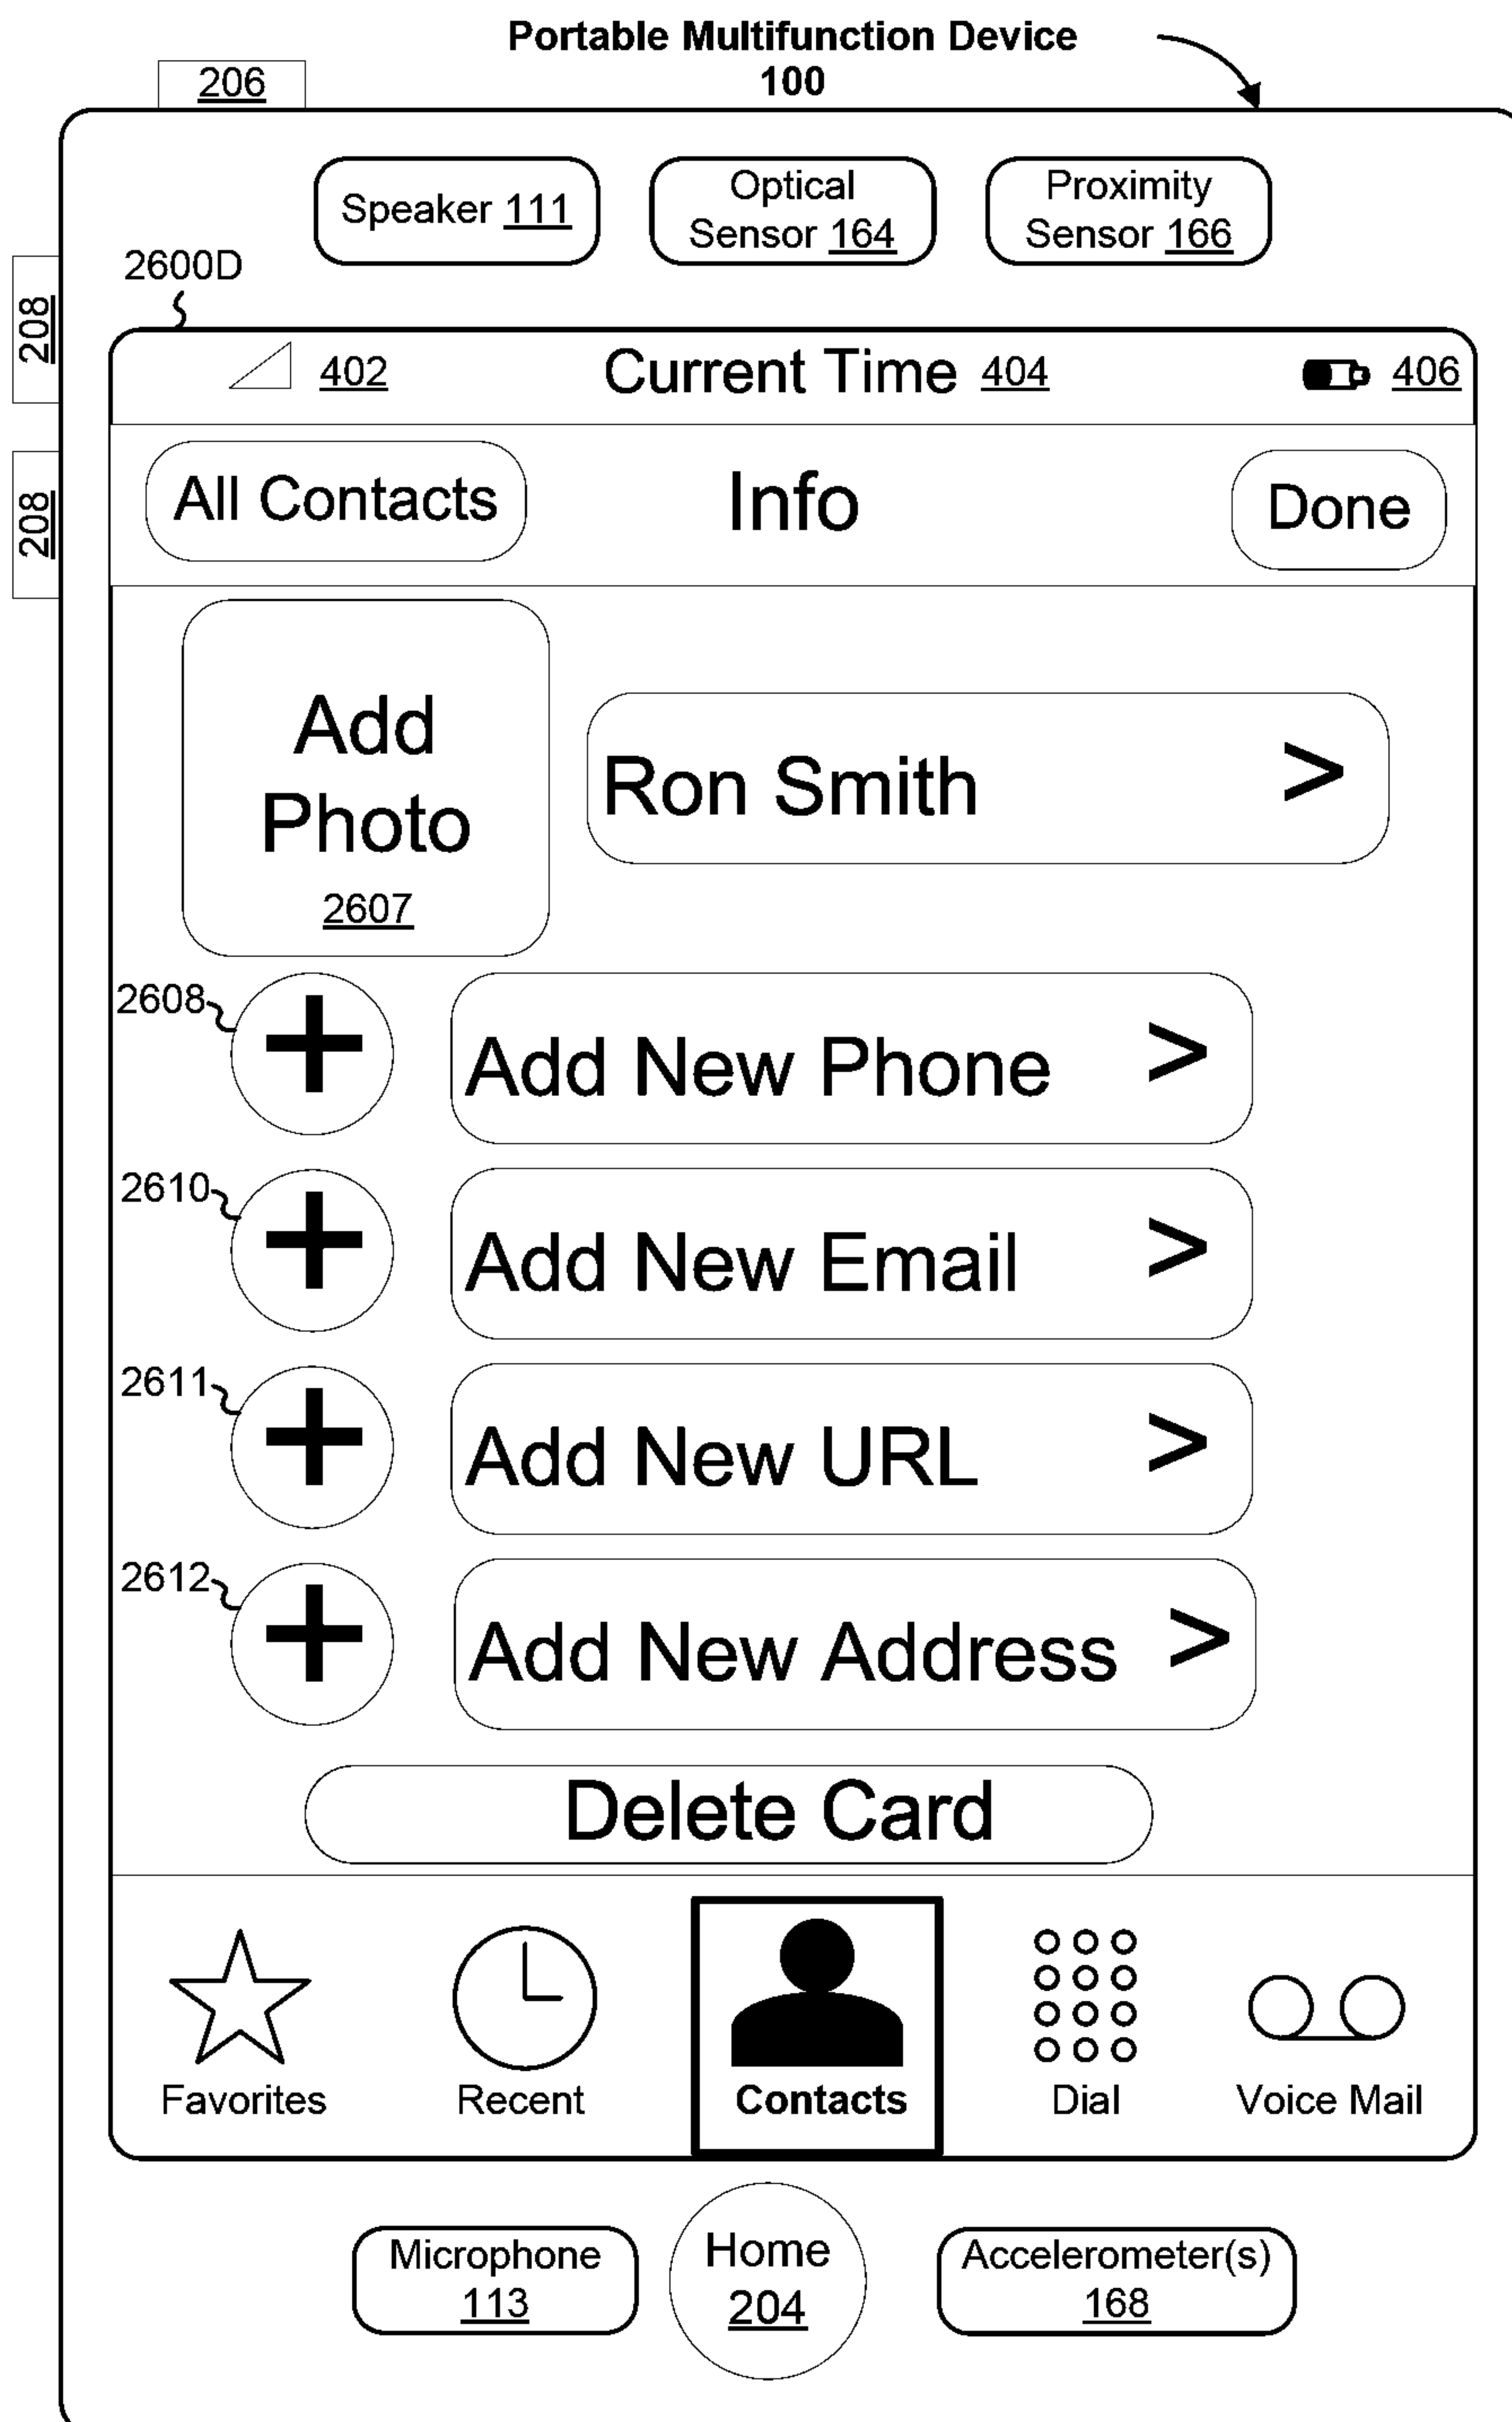 Portable Multifunction Device
100
206
Speaker 111
Optical
Sensor 164
Proximity
Sensor 166
2600D
208
208
402
Current Time 404
406
All Contacts
Info
Done
Add
Photo
2607
Ron Smith >
2608
+
Add New Phone >
2610
+
Add New Email >
2611
+
Add New URL >
2612
+
Add New Address >
Delete Card
Favorites
Recent
Contacts
Dial
Voice Mail
Microphone
113
Home
204
Accelerometer(s)
168